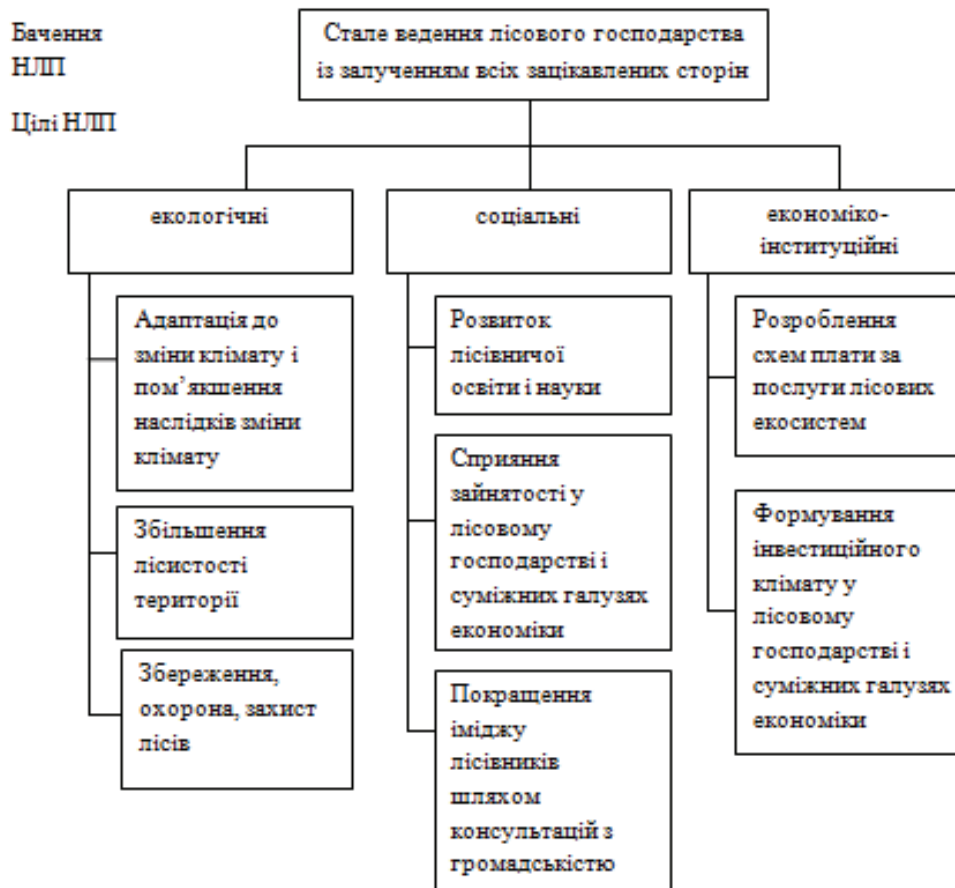 Бачення
НЛП
Стале ведення лісового господарства
із залученням всіх зацікавлених сторін
Цілі НЛП
екологічні
Адаптація до
зміни клімату і
пом’якшення
наслідків зміни
клімату
Збільшення
лісистості
території
Збереження,
охорона, захист
лісів
соціальні
Розвиток
лісівничої
освіти і науки
Сприяння
зайнятості у
лісовому
господарстві і
суміжних галузях
економіки
Покращення
іміджу
лісівників
шляхом
консультацій з
громадськістю
економіко-
інституційні
Розроблення
схем плати за
послуги лісових
екосистем
Формування
інвестиційного
клімату у
лісовому
господарстві і
суміжних галузях
економіки